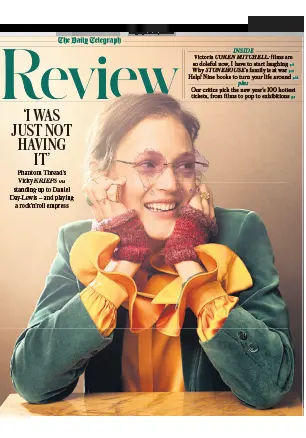 The Daily Telegraph
Review
INSIDE
Victoria COREN MITCHELL: films are
so doleful now, I have to start laughing
Why STONEHOUSE's family is at war
Help! Nine books to turn your life around
plus
Our critics pick the new year's 100 hottest
tickets, from films to pop to exhibitions
‘I WAS
JUST NOT
HAVING
IT’
Phantom Thread's
Vicky KRIEPS on
standing up to Daniel
Day-Lewis – and playing
a rock'n'roll empress